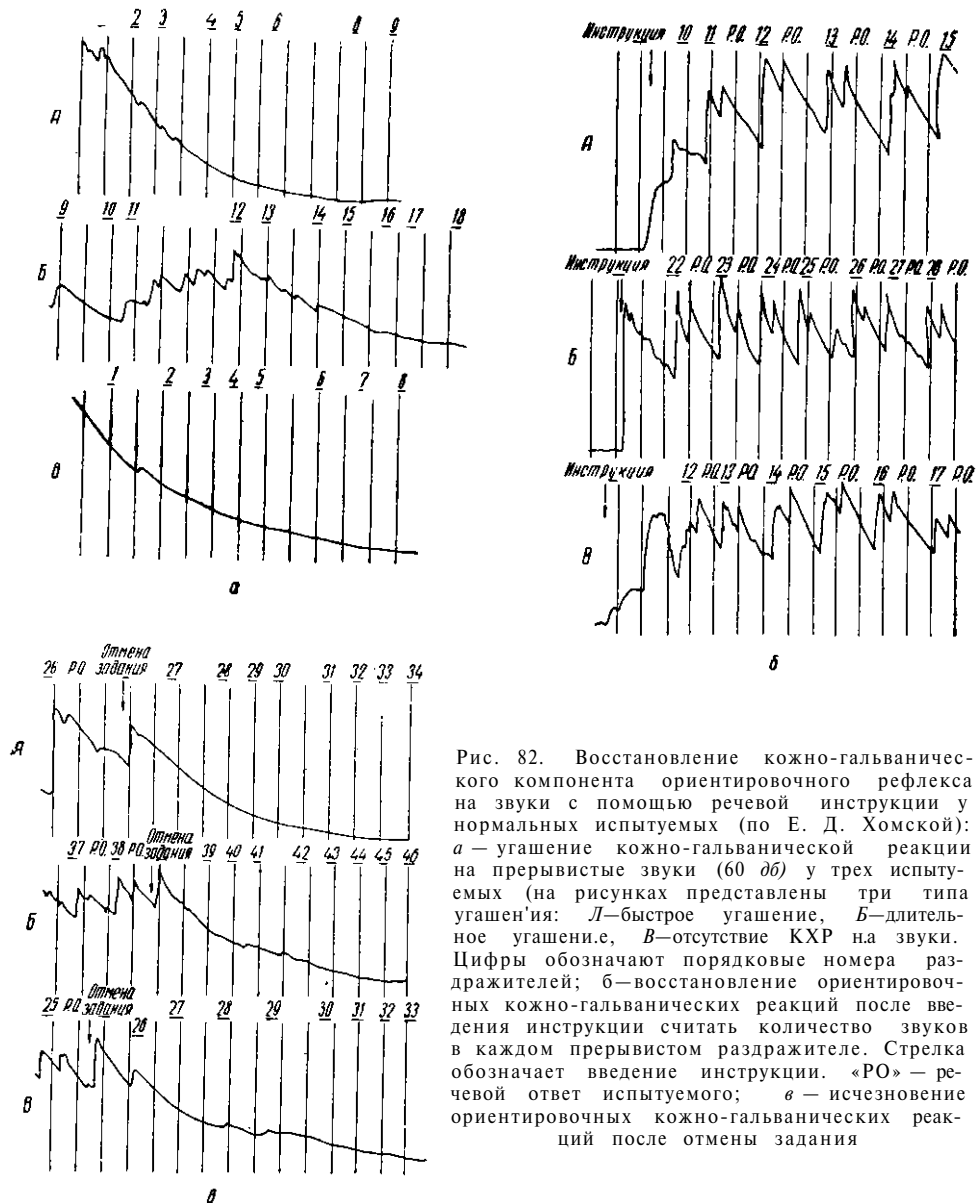 2 3 4 5 6 8 9
А
9 10 11 12 13 14 15 16 17 18
Б
1 2 3 4 5 6 7 8
В
а
Инструкция 10 11 Р.О. 12 Р.О. 13 Р.О. 14 Р.О. 15
А
Инструкция 22 Р.О. 23 Р.О. 24 Р.О. 25 Р.О. 26 Р.О. 27 Р.О. 28 Р.О.
Б
Инструкция 12 Р.О. 13 Р.О. 14 Р.О. 15 Р.О. 16 Р.О. 17 Р.О.
В
б
26 Р.О. Отмена задания 27 28 29 30 31 32 33 34
А
37 Р.О. 38 Р.О. Отмена задания 39 40 41 42 43 44 45 46
Б
25 Р.О. Отмена задания 26 27 28 29 30 31 32 33
В
в
Рис. 82. Восстановление кожно-гальваничес-
кого компонента ориентировочного рефлекса
на звуки с помощью речевой инструкции у
нормальных испытуемых (по Е. Д. Хомской):
а — угашение кожно-гальванической реакции
на прерывистые звуки (60 дб) у трех испыту-
емых (на рисунках представлены три типа
угашен'ия: Л—быстрое угашение, Б—длитель-
ное угашени.е, В—отсутствие КХР н.а звуки.
Цифры обозначают порядковые номера раз-
дражителей; б—восстановление ориентировоч-
ных кожно-гальванических реакций после вве-
дения инструкции считать количество звуков
в каждом прерывистом раздражителе. Стрелка
обозначает введение инструкции. «РО» — ре-
чевой ответ испытуемого; в — исчезновение
ориентировочных кожно-гальванических реак-
ций после отмены задания